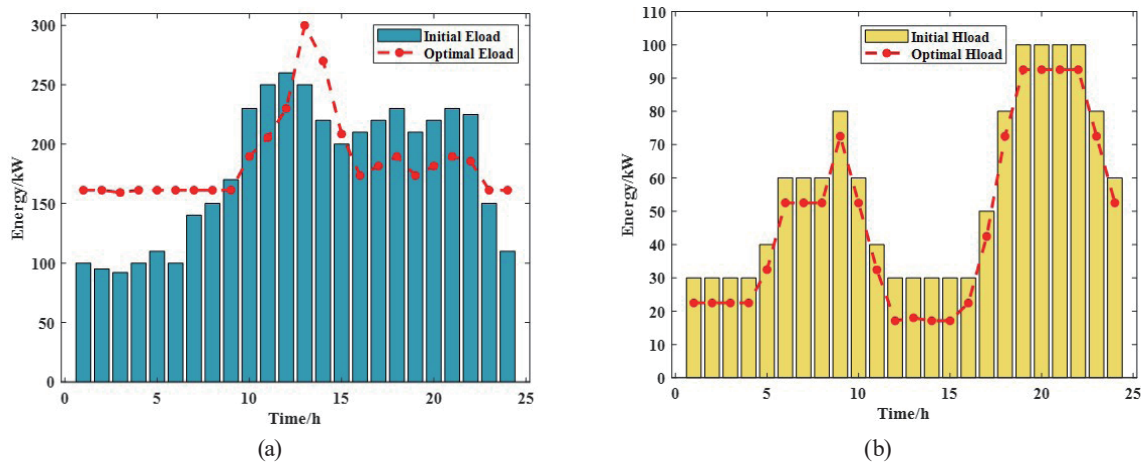 300
250
200
150
100
50
0
Energy/kW
Initial Eload
Optimal Eload
0 5 10 15 20 25
Time/h
(a)
110
100
90
80
70
60
50
40
30
20
10
0
Energy/kW
Initial Hload
Optimal Hload
0 5 10 15 20 25
Time/h
(b)